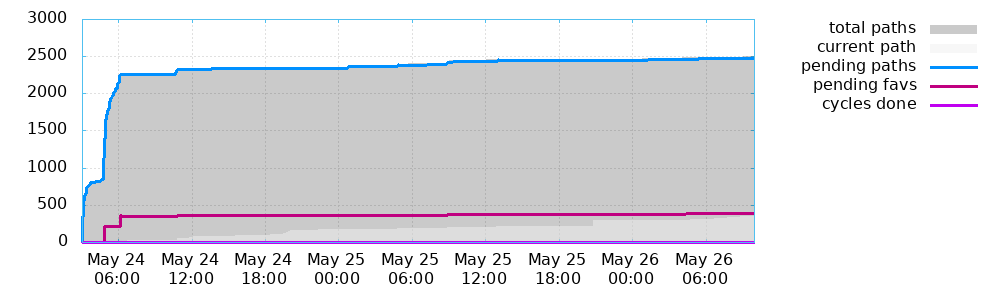 3000
2500
2000
1500
1000
500
0
May 24 06:00
May 24 12:00
May 24 18:00
May 25 00:00
May 25 06:00
May 25 12:00
May 25 18:00
May 26 00:00
May 26 06:00
total paths
current path
pending paths
pending favs
cycles done